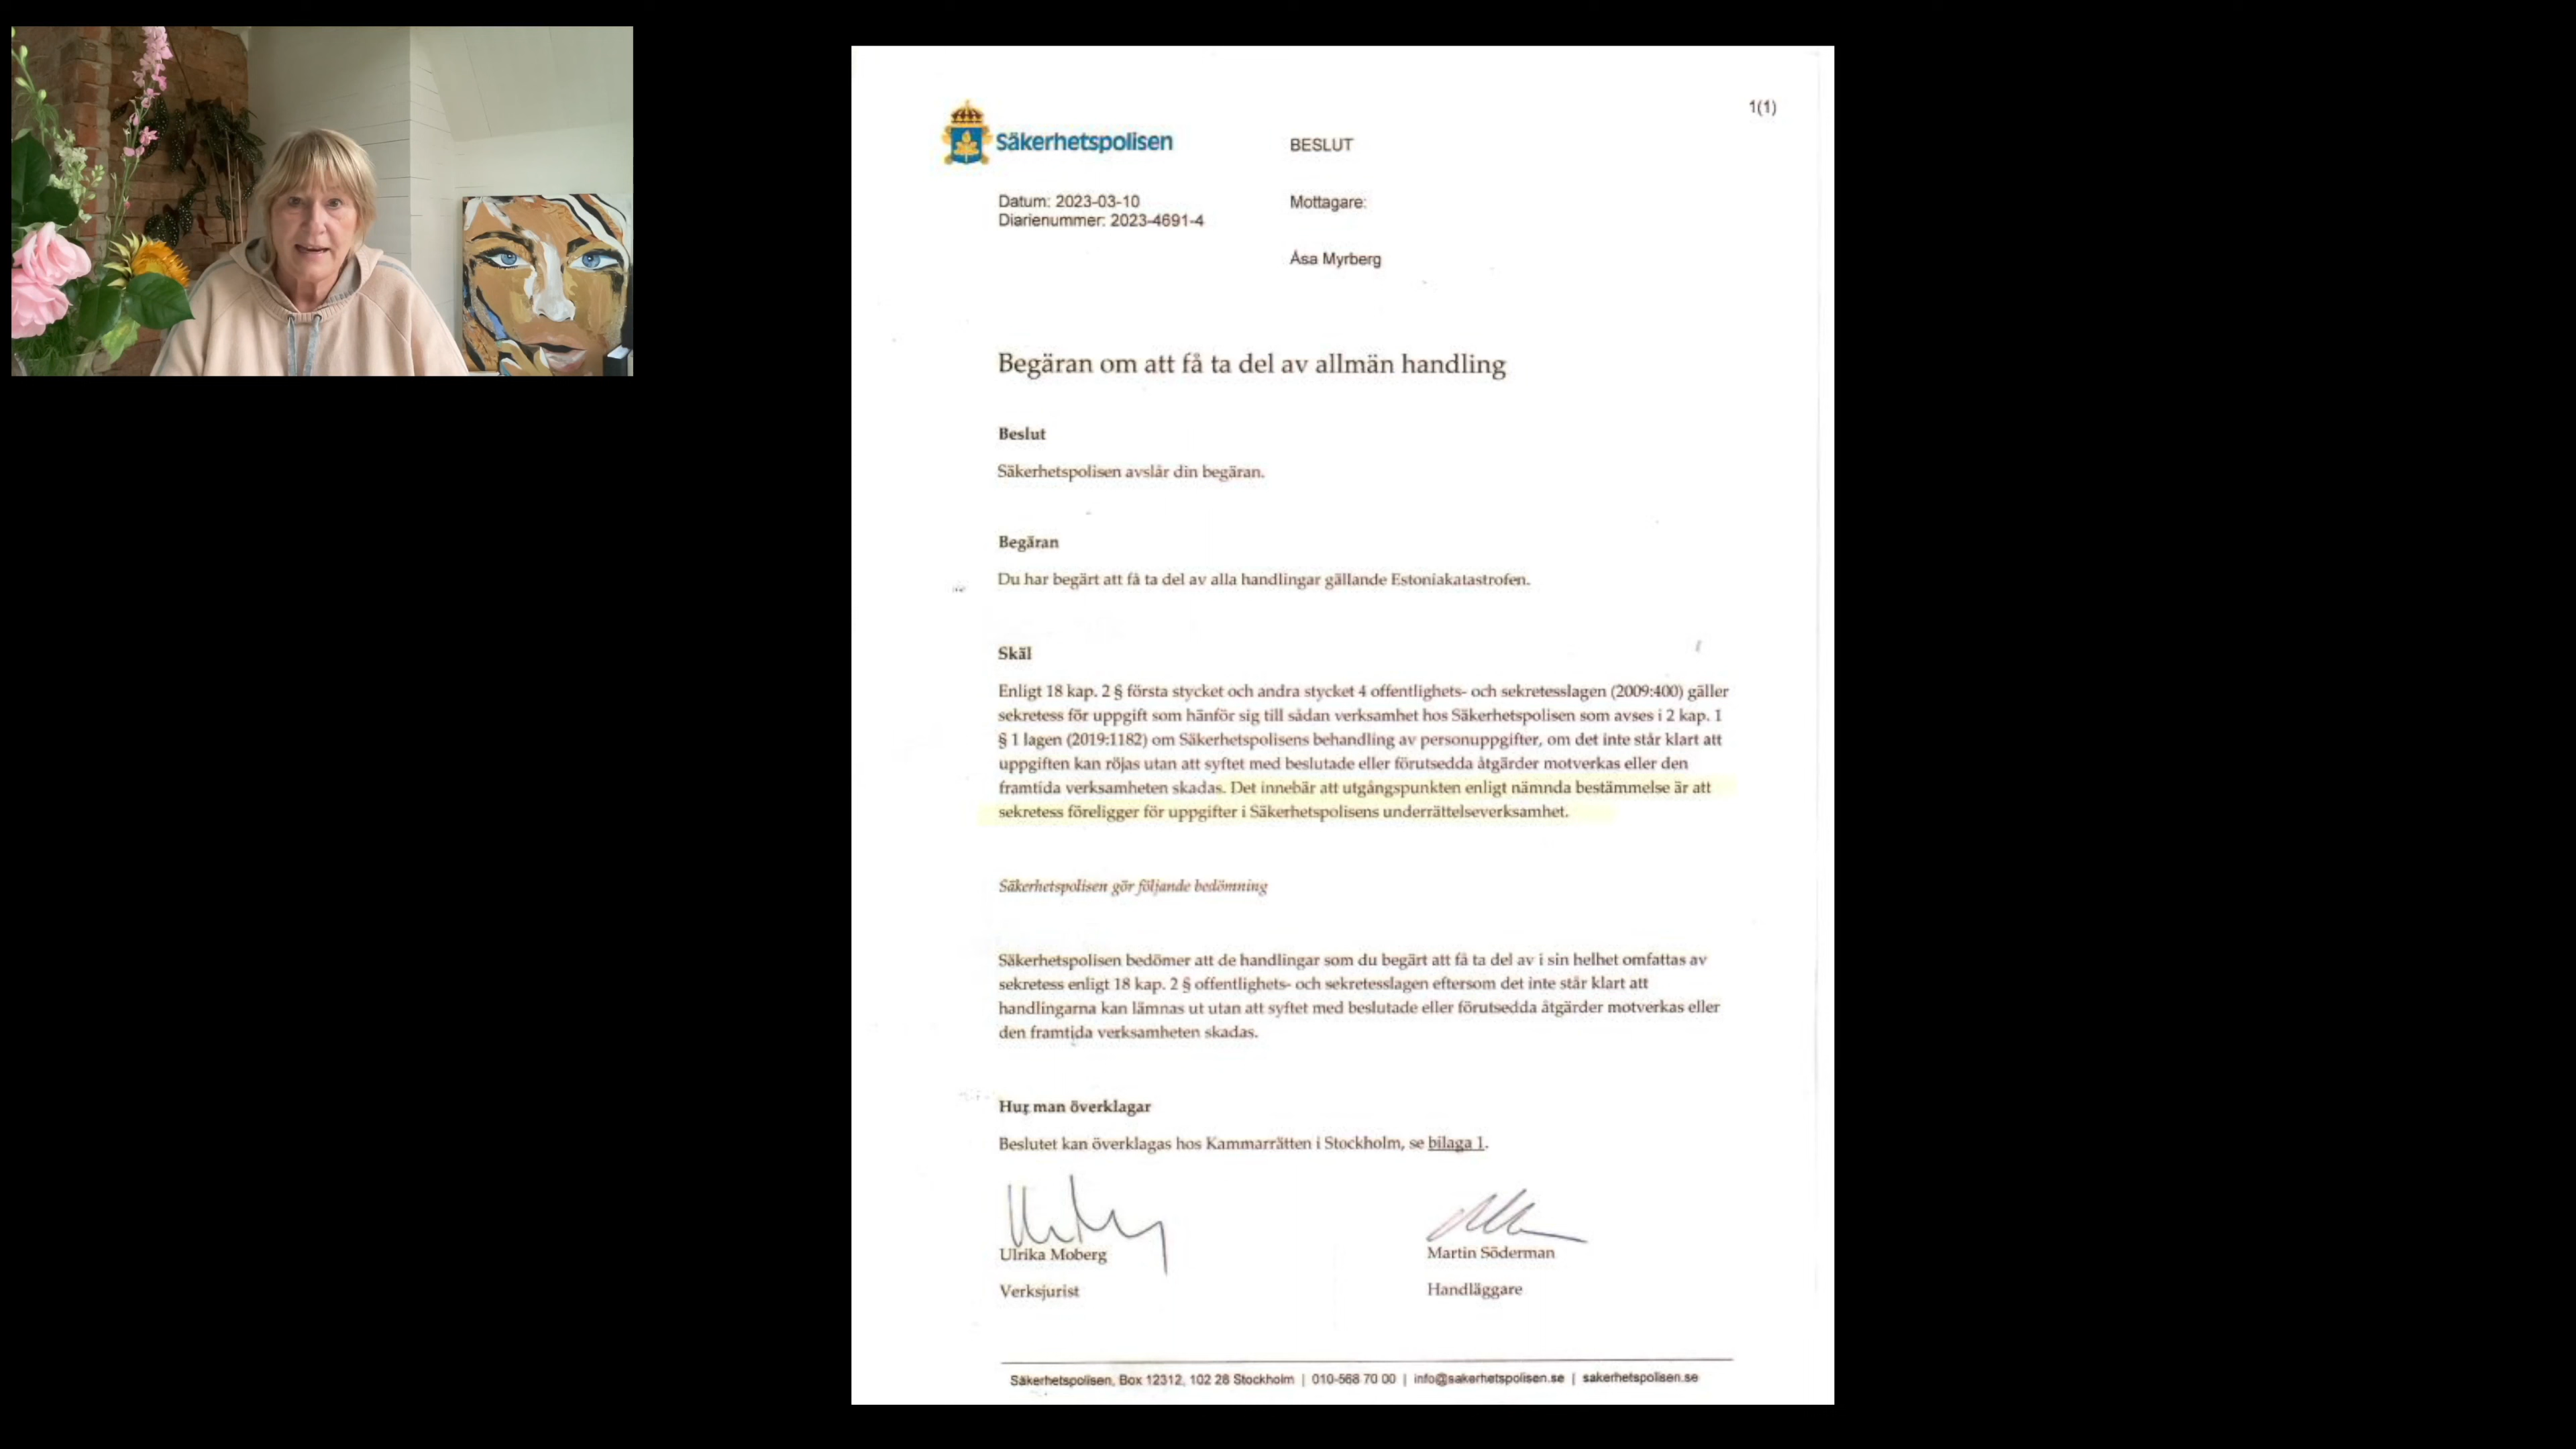 1(1)
Säkerhetspolisen
BESLUT
Datum: 2023-03-10
Diarienummer: 2023-4691-4
Mottagare:
Åsa Myrberg
Begäran om att få ta del av allmän handling
Beslut
Säkerhetspolisen avslår din begäran.
Begäran
Du har begärt att få ta del av alla handlingar gällande Estoniakatastrofen.
Skäl
Enligt 18 kap. 2 § första stycket och andra stycket 4 offentlighets- och sekretesslagen (2009:400) gäller
sekretess för uppgift som hänför sig till sådan verksamhet hos Säkerhetspolisen som avses i 2 kap. 1
§ 1 lagen (2019:1182) om Säkerhetspolisens behandling av personuppgifter, om det inte står klart att
uppgiften kan röjas utan att syftet med beslutade eller förutsedda åtgärder motverkas eller den
framtida verksamheten skadas. Det innebär att utgångspunkten enligt nämnda bestämmelse är att
sekretess föreligger för uppgifter i Säkerhetspolisens underrättelseverksamhet.
Säkerhetspolisen gör följande bedömning
Säkerhetspolisen bedömer att de handlingar som du begärt att få ta del av i sin helhet omfattas av
sekretess enligt 18 kap. 2 § offentlighets- och sekretesslagen eftersom det inte står klart att
handlingarna kan lämnas ut utan att syftet med beslutade eller förutsedda åtgärder motverkas eller
den framtida verksamheten skadas.
Hur man överklagar
Beslutet kan överklagas hos Kammarrätten i Stockholm, se bilaga 1.
Ulrika Moberg
Martin Söderman
Verksjurist
Handläggare
Säkerhetspolisen, Box 12312, 102 28 Stockholm | 010-568 70 00 | info@sakerhetspolisen.se | sakerhetspolisen.se